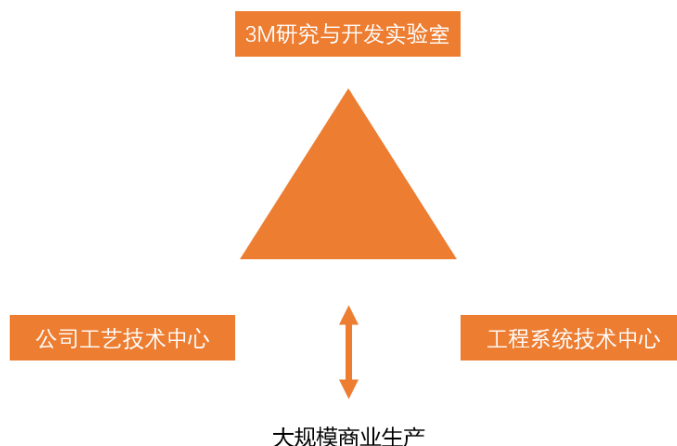 3M研究与开发实验室
公司工艺技术中心
工程系统技术中心
大规模商业生产